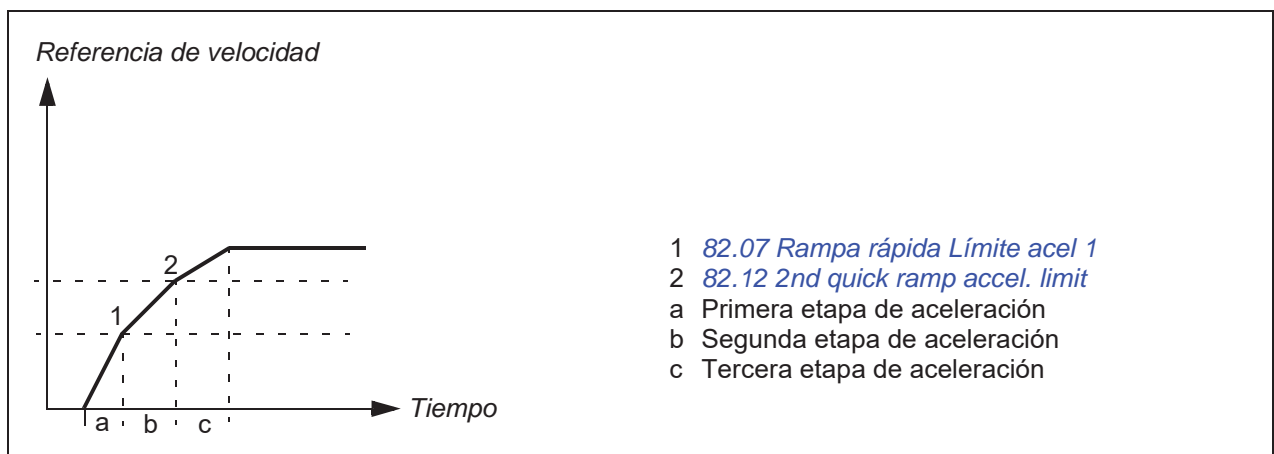 Referencia de velocidad
2
1
a b c
Tiempo
1 82.07 Rampa rápida Límite acel 1
2 82.12 2nd quick ramp accel. limit
a Primera etapa de aceleración
b Segunda etapa de aceleración
c Tercera etapa de aceleración